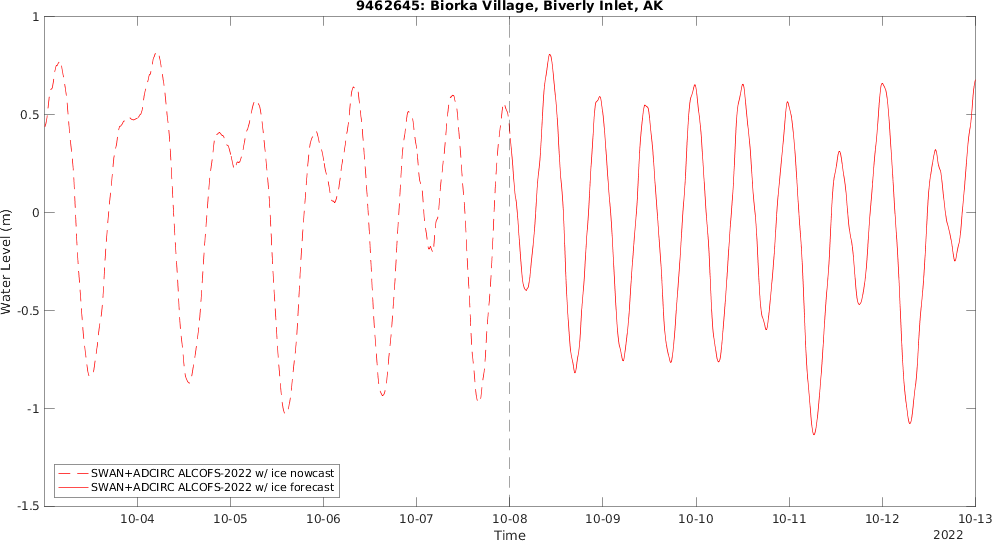 9462645: Biorka Village, Biverly Inlet, AK
1
0.5
0
-0.5
-1
-1.5
Water Level (m)
SWAN+ADCIRC ALCOFS-2022 w/ ice nowcast
SWAN+ADCIRC ALCOFS-2022 w/ ice forecast
10-04 10-05 10-06 10-07 10-08 10-09 10-10 10-11 10-12 10-13
Time
2022